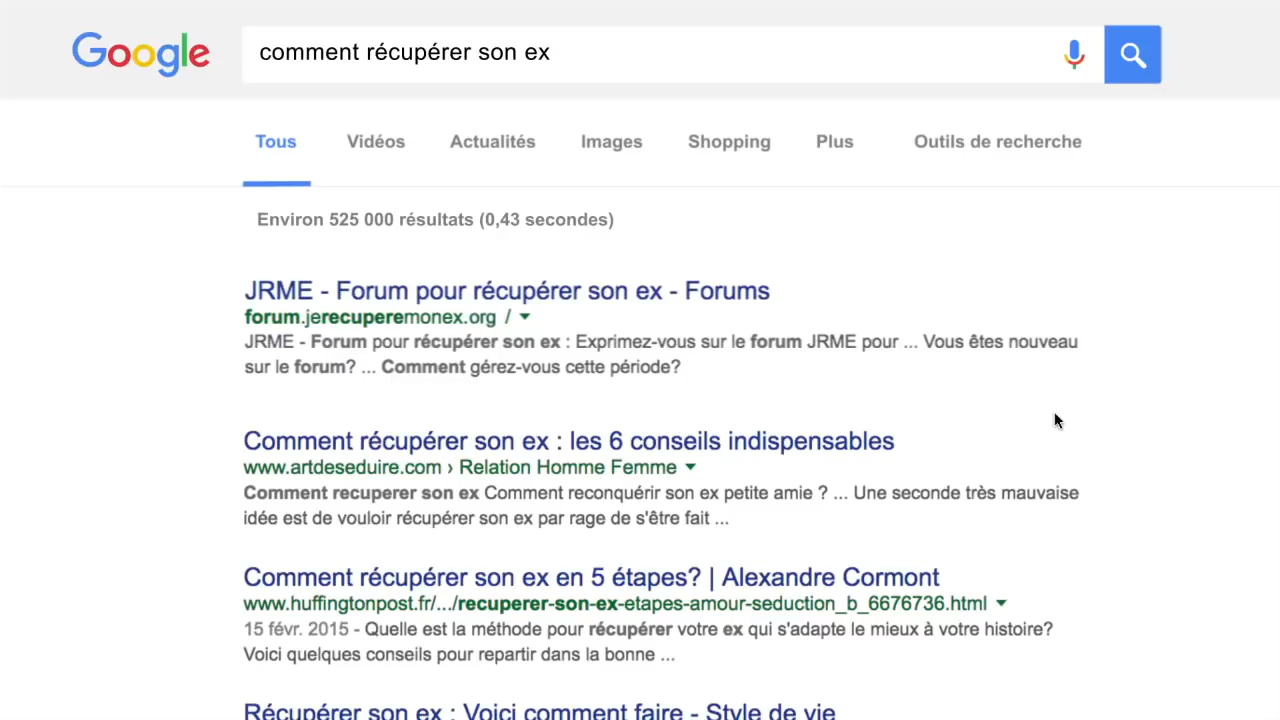 Google
comment récupérer son ex
Tous Vidéos Actualités Images Shopping Plus Outils de recherche
Environ 525 000 résultats (0,43 secondes)
JRME - Forum pour récupérer son ex - Forums
forum.jerecuperemonex.org /
JRME - Forum pour récupérer son ex : Exprimez-vous sur le forum JRME pour ... Vous êtes nouveau
sur le forum? ... Comment gérez-vous cette période?
Comment récupérer son ex : les 6 conseils indispensables
www.artdeseduire.com › Relation Homme Femme
Comment recuperer son ex Comment reconquérir son ex petite amie ? ... Une seconde très mauvaise
idée est de vouloir récupérer son ex par rage de s'être fait ...
Comment récupérer son ex en 5 étapes? | Alexandre Cormont
www.huffingtonpost.fr/.../recuperer-son-ex-etapes-amour-seduction_b_6676736.html
15 févr. 2015 - Quelle est la méthode pour récupérer votre ex qui s'adapte le mieux à votre histoire?
Voici quelques conseils pour repartir dans la bonne ...
Récupérer son ex : Voici comment faire - Style de vie